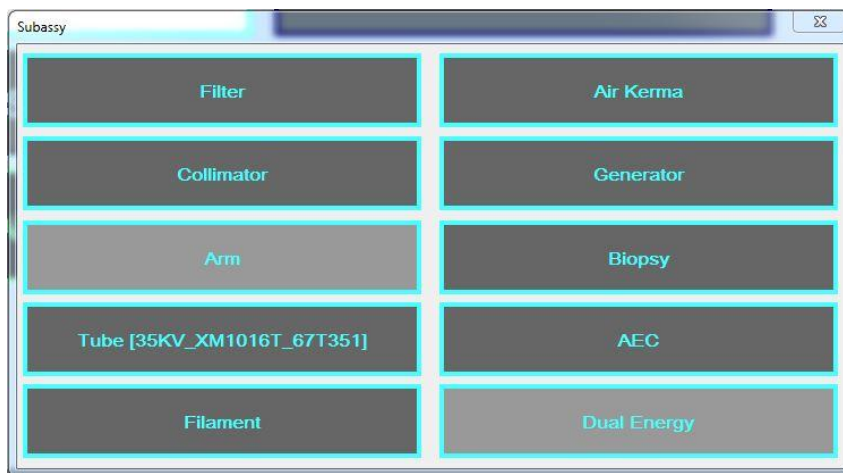 Subassy
Filter
Air Kerma
Collimator
Generator
Arm
Biopsy
Tube [35KV_XM1016T_67T351]
AEC
Filament
Dual Energy